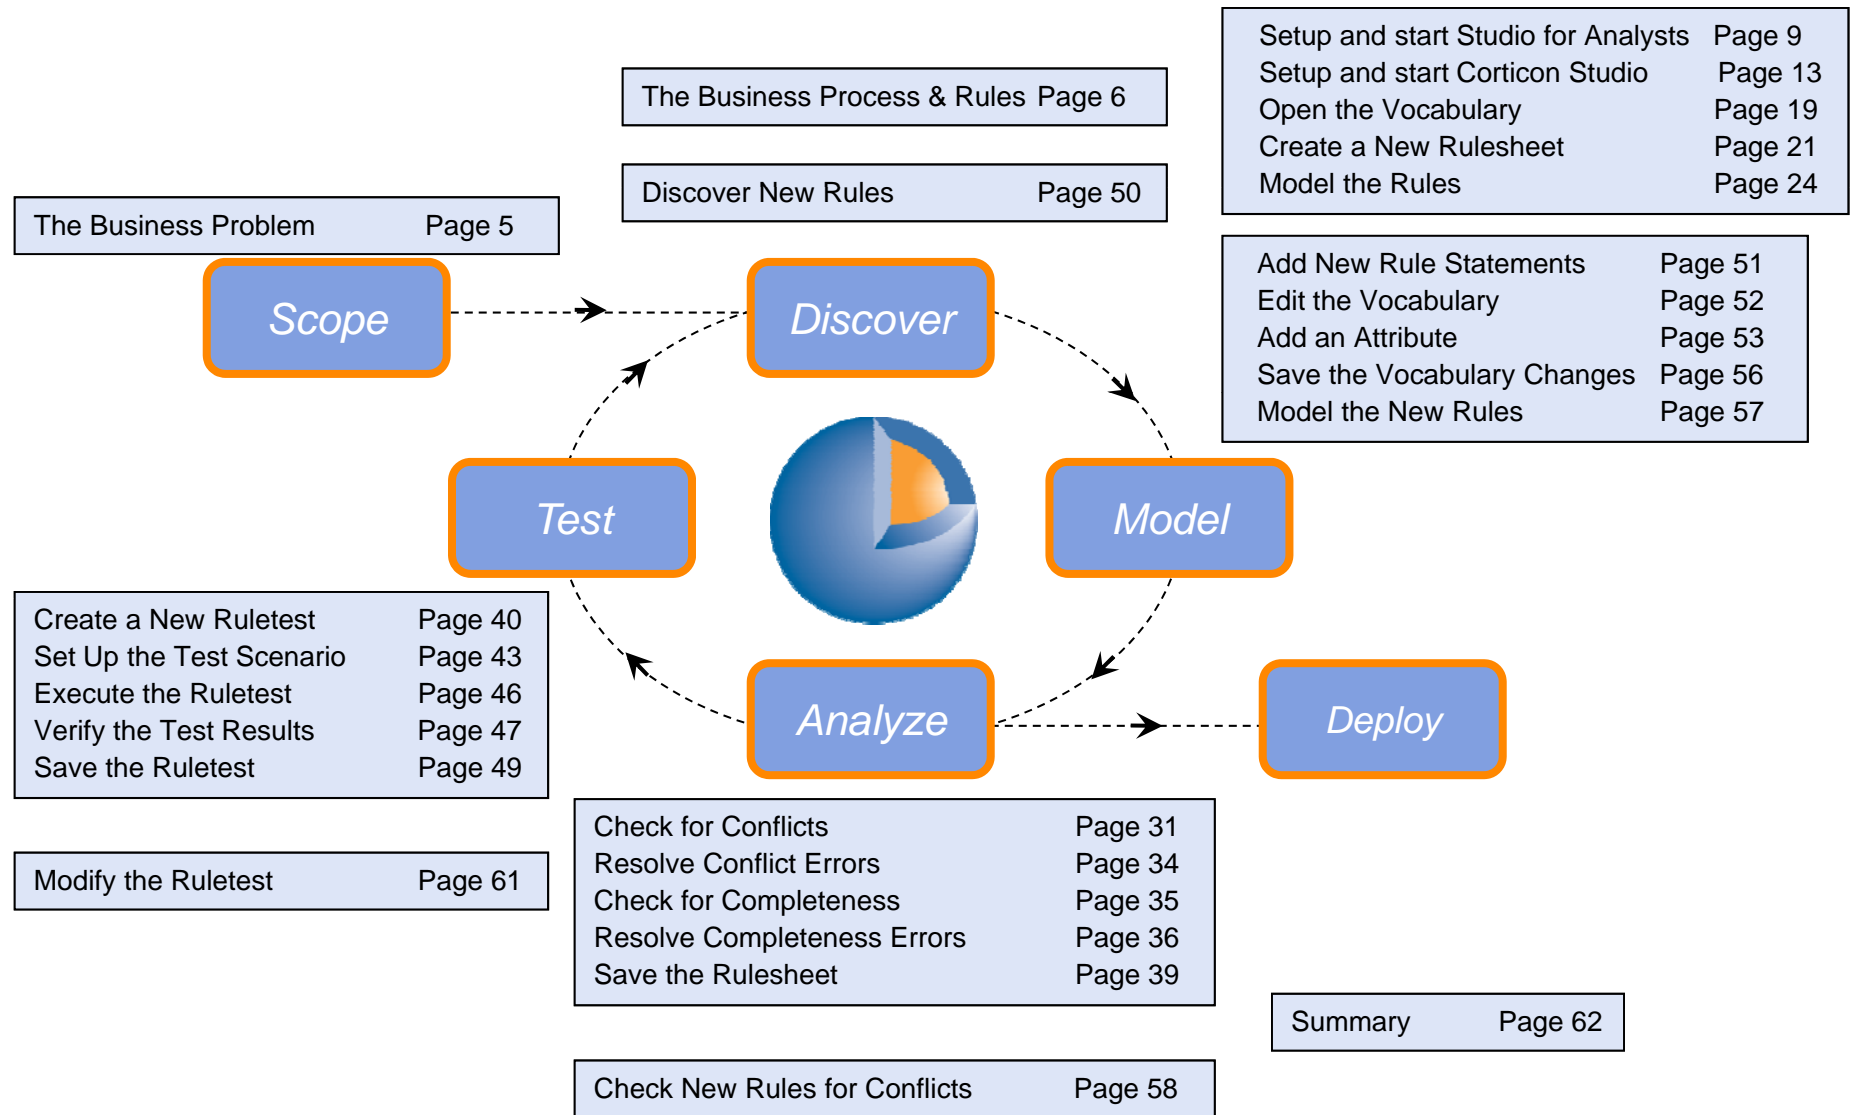 Setup and start Studio for Analysts Page 9
Setup and start Corticon Studio Page 13
Open the Vocabulary Page 19
Create a New Rulesheet Page 21
Model the Rules Page 24
The Business Process & Rules Page 6
Discover New Rules Page 50
The Business Problem Page 5
Add New Rule Statements Page 51
Edit the Vocabulary Page 52
Add an Attribute Page 53
Save the Vocabulary Changes Page 56
Model the New Rules Page 57
Scope
Discover
Test
Model
Analyze
Deploy
Create a New Ruletest Page 40
Set Up the Test Scenario Page 43
Execute the Ruletest Page 46
Verify the Test Results Page 47
Save the Ruletest Page 49
Modify the Ruletest Page 61
Check for Conflicts Page 31
Resolve Conflict Errors Page 34
Check for Completeness Page 35
Resolve Completeness Errors Page 36
Save the Rulesheet Page 39
Summary Page 62
Check New Rules for Conflicts Page 58